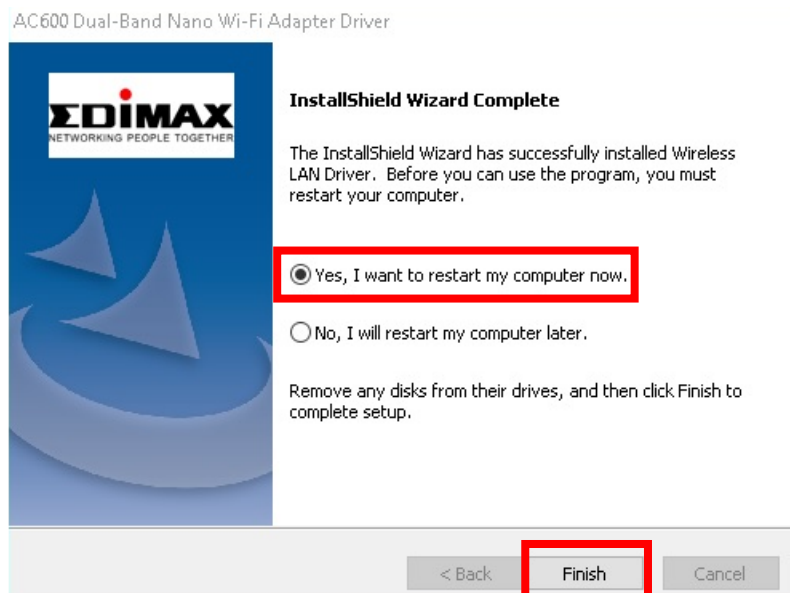 AC600 Dual-Band Nano Wi-Fi Adapter Driver
EDIMAX
NETWORKING PEOPLE TOGETHER
InstallShield Wizard Complete
The InstallShield Wizard has successfully installed Wireless
LAN Driver.  Before you can use the program, you must
restart your computer.
Yes, I want to restart my computer now.
No, I will restart my computer later.
Remove any disks from their drives, and then click Finish to
complete setup.
< Back Finish Cancel